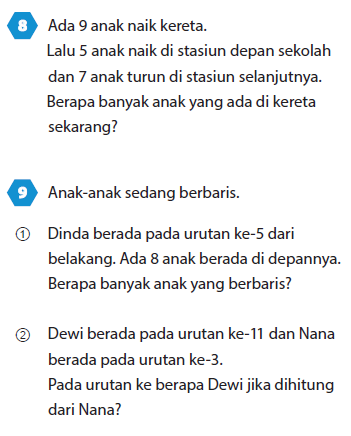 8 Ada 9 anak naik kereta.
Lalu 5 anak naik di stasiun depan sekolah
dan 7 anak turun di stasiun selanjutnya.
Berapa banyak anak yang ada di kereta
sekarang?
9 Anak-anak sedang berbaris.
① Dinda berada pada urutan ke-5 dari
belakang. Ada 8 anak berada di depannya.
Berapa banyak anak yang berbaris?
② Dewi berada pada urutan ke-11 dan Nana
berada pada urutan ke-3.
Pada urutan ke berapa Dewi jika dihitung
dari Nana?